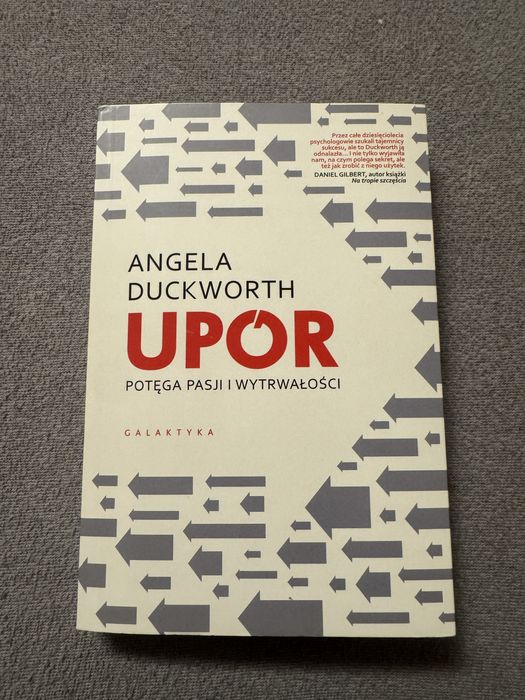 Przez całe dziesięciolecia
psychologowie szukali tajemnicy
sukcesu, ale to Duckworth ją
odnalazła... I nie tylko wyjawiła
nam, na czym polega sekret, ale
też jak zrobić z niego użytek.
DANIEL GILBERT, autor książki
Na tropie szczęścia
ANGELA
DUCKWORTH
UPÓR
POTĘGA PASJI I WYTRWAŁOŚCI
GALAKTYKA